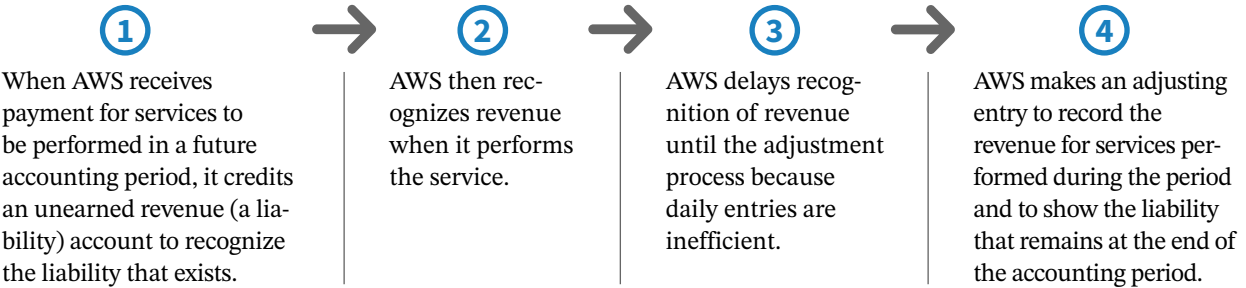 1
When AWS receives
payment for services to
be performed in a future
accounting period, it credits
an unearned revenue (a lia-
bility) account to recognize
the liability that exists.
2
AWS then rec-
ognizes revenue
when it performs
the service.
3
AWS delays recog-
nition of revenue
until the adjustment
process because
daily entries are
inefficient.
4
AWS makes an adjusting
entry to record the
revenue for services per-
formed during the period
and to show the liability
that remains at the end of
the accounting period.